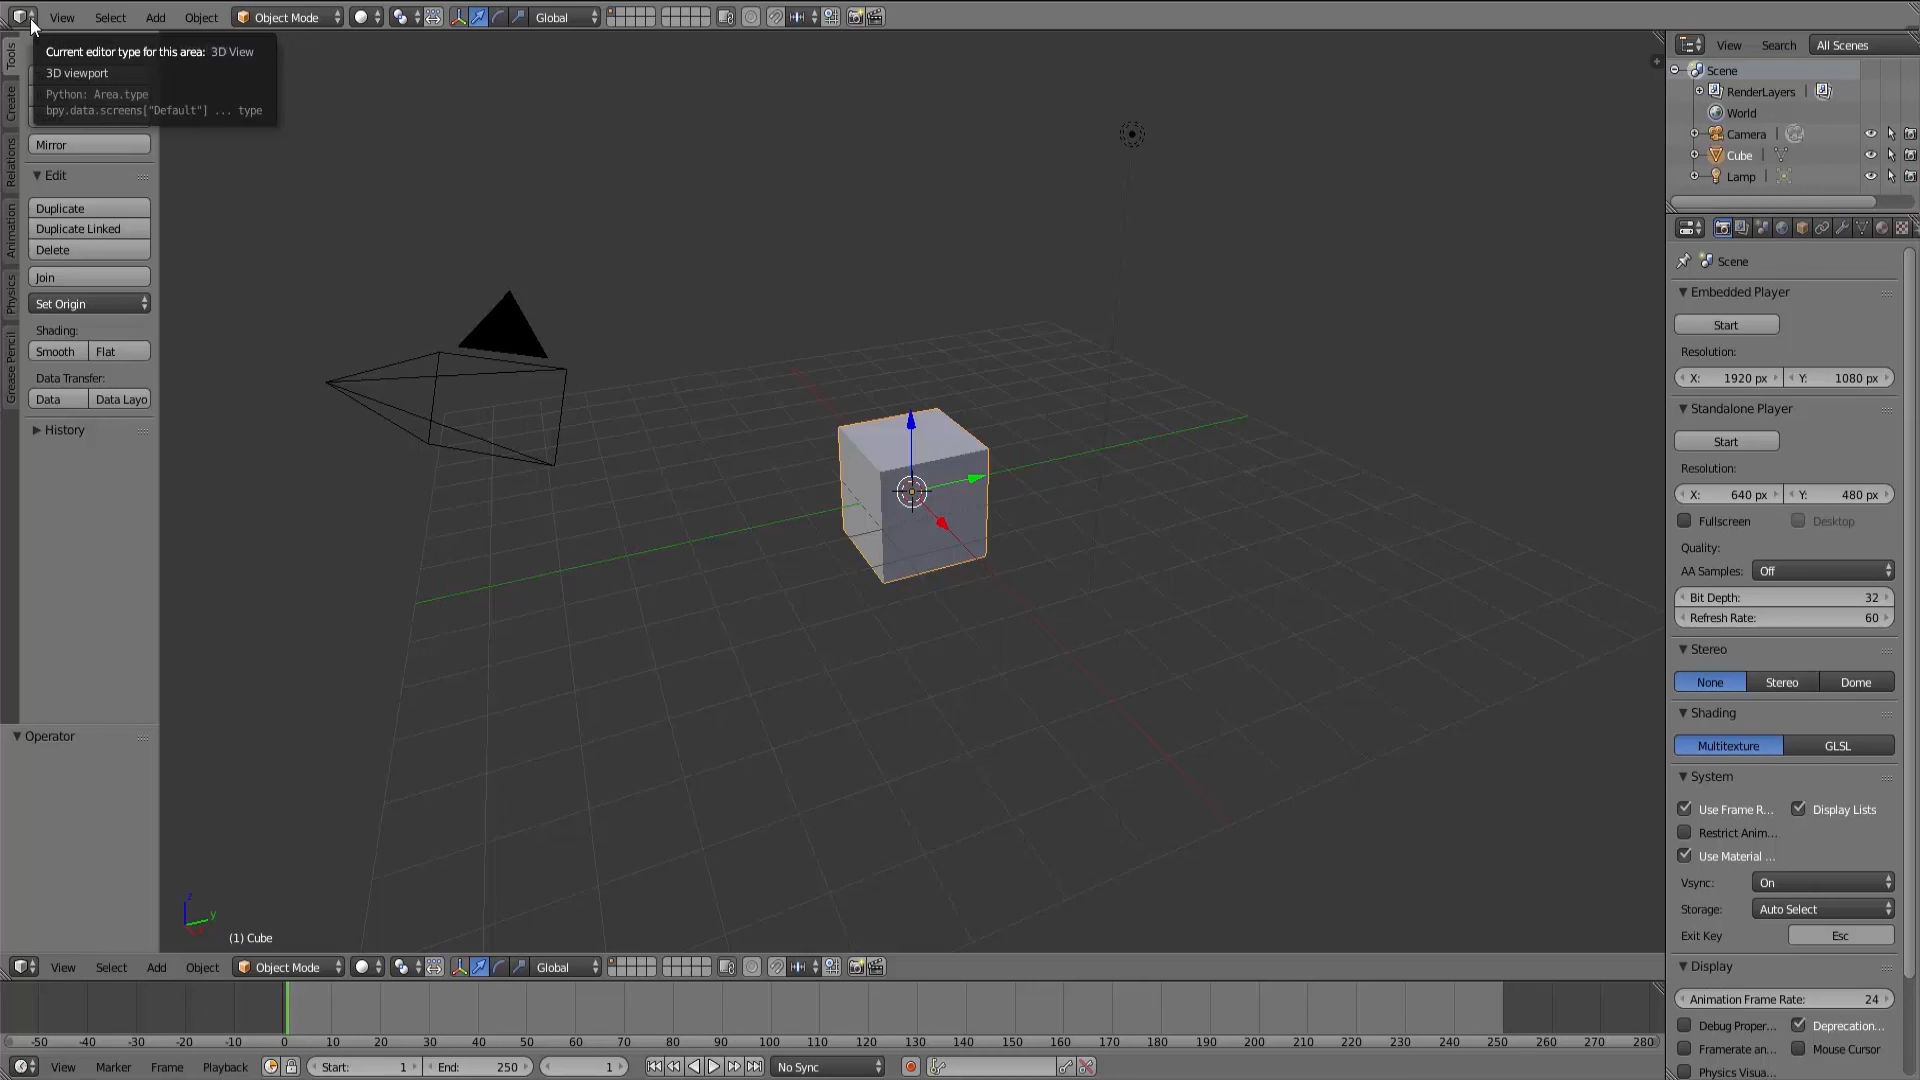 View Select Add Object Object Mode Global
Current editor type for this area: 3D View
3D viewport
Python: Area.type
bpy.data.screens["Default"] ... type
Tools
Create
Relations
Animation
Physics
Grease Pencil
Mirror
Edit
Duplicate
Duplicate Linked
Delete
Join
Set Origin
Shading:
Smooth Flat
Data Transfer:
Data Data Layo
History
Operator
z
y
(1) Cube
View Select Add Object Object Mode Global
-50 -40 -30 -20 -10 0 10 20 30 40 50 60 70 80 90 100 110 120 130 140 150 160 170 180 190 200 210 220 230 240 250 260 270 280
View Marker Frame Playback Start: 1 End: 250 1 No Sync
View Search All Scenes
Scene
RenderLayers
World
Camera
Cube
Lamp
Scene
Embedded Player
Start
Resolution:
X: 1920 px Y: 1080 px
Standalone Player
Start
Resolution:
X: 640 px Y: 480 px
Fullscreen Desktop
Quality:
AA Samples: Off
Bit Depth: 32
Refresh Rate: 60
Stereo
None Stereo Dome
Shading
Multitexture GLSL
System
Use Frame R... Display Lists
Restrict Anim...
Use Material ...
Vsync: On
Storage: Auto Select
Exit Key Esc
Display
Animation Frame Rate: 24
Debug Proper... Deprecation...
Framerate an... Mouse Cursor
Physics Visua...